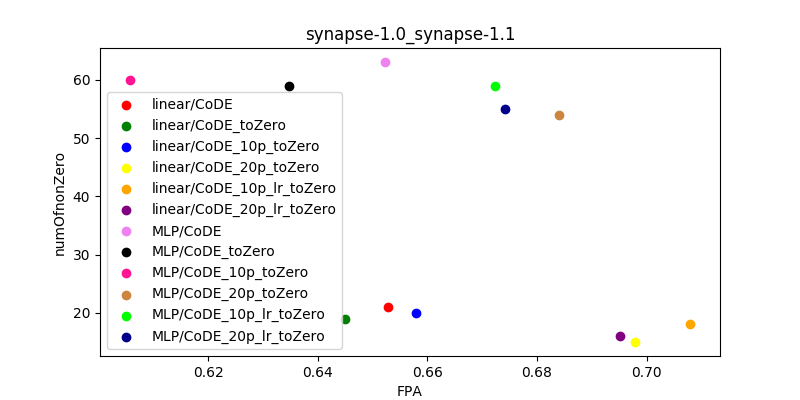 synapse-1.0_synapse-1.1
numOfnonZero
60
50
40
30
20
linear/CoDE
linear/CoDE_toZero
linear/CoDE_10p_toZero
linear/CoDE_20p_toZero
linear/CoDE_10p_lr_toZero
linear/CoDE_20p_lr_toZero
MLP/CoDE
MLP/CoDE_toZero
MLP/CoDE_10p_toZero
MLP/CoDE_20p_toZero
MLP/CoDE_10p_lr_toZero
MLP/CoDE_20p_lr_toZero
0.62 0.64 0.66 0.68 0.70
FPA